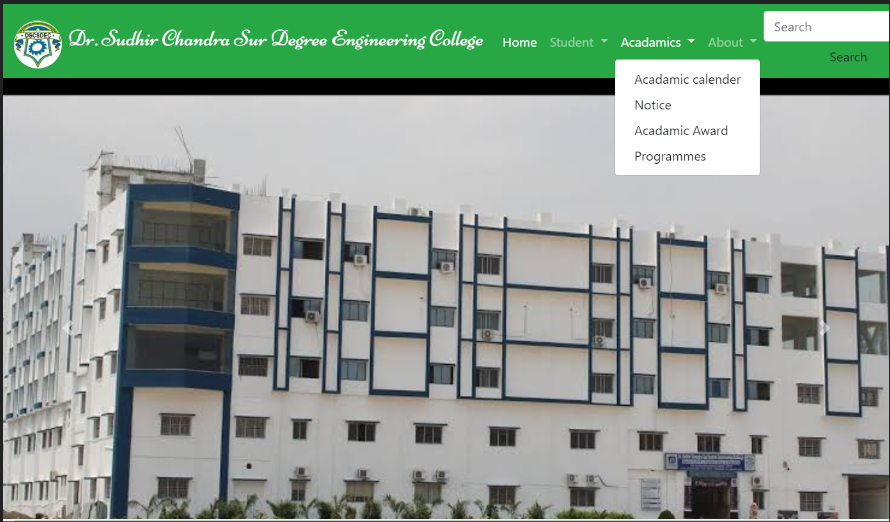 DSCSDEC
Dr. Sudhir Chandra Sur Degree Engineering College
Home Student Acadamics About
Search
Search
Acadamic calender
Notice
Acadamic Award
Programmes